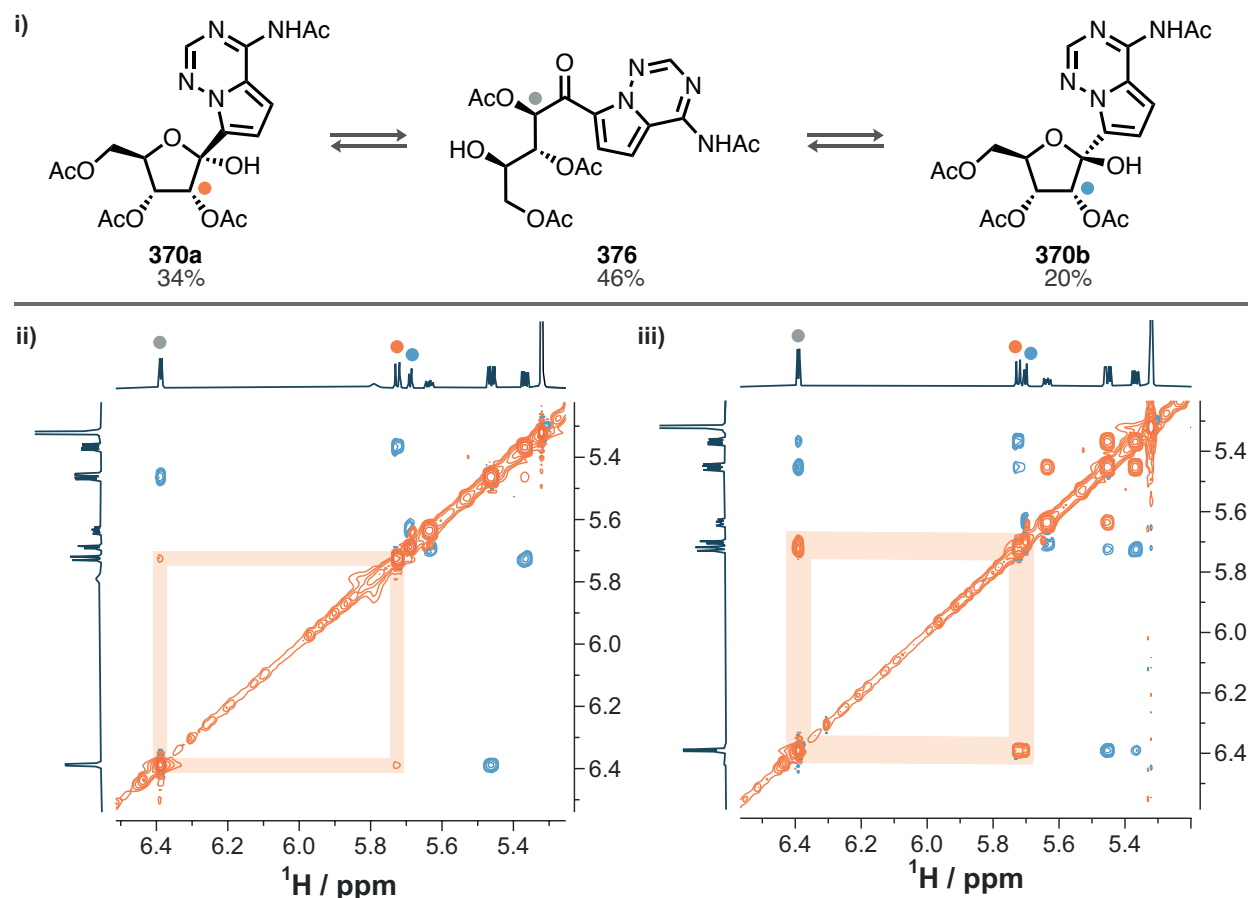 i)
N
NHAc
N
N
O
AcO
OH
AcO
OAc
370a
34%
O
AcO
N
N
N
NHAc
HO
OAc
OAc
376
46%
N
NHAc
N
N
O
AcO
OH
AcO
OAc
370b
20%
ii)
5.4
5.6
5.8
6.0
6.2
6.4
6.4 6.2 6.0 5.8 5.6 5.4
1H / ppm
iii)
5.4
5.6
5.8
6.0
6.2
6.4
6.4 6.2 6.0 5.8 5.6 5.4
1H / ppm